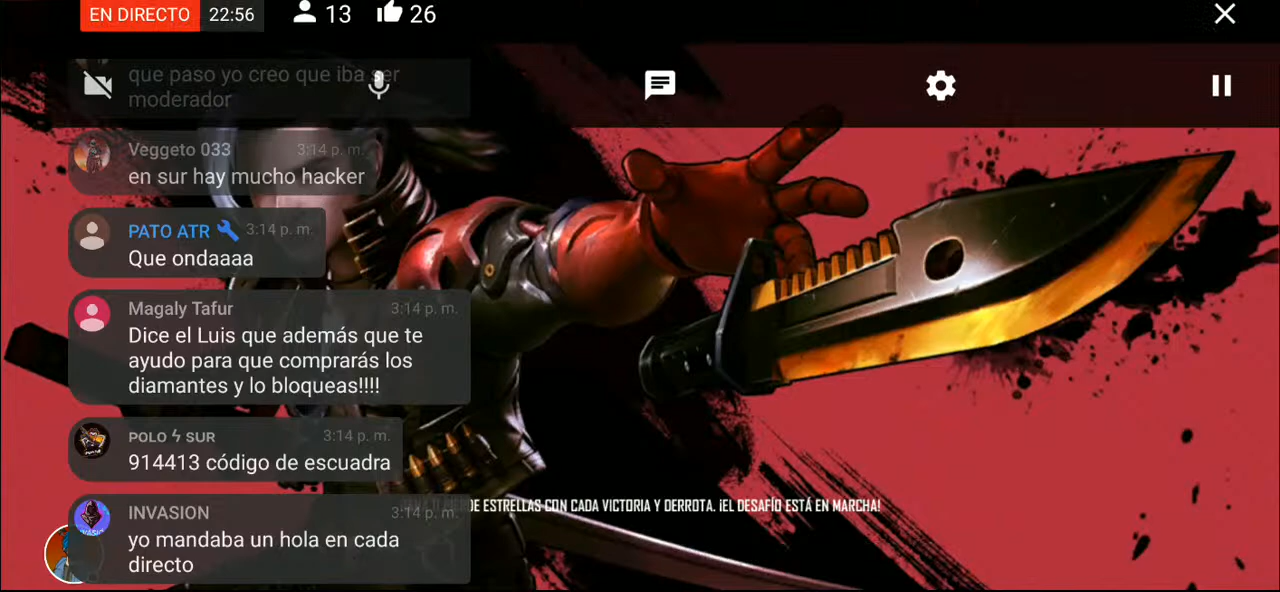 EN DIRECTO 22:56 13 26
que paso yo creo que iba ser
moderador
Veggeto 033 3:14 p. m.
en sur hay mucho hacker
PATO ATR 3:14 p. m.
Que ondaaaa
Magaly Tafur 3:14 p. m.
Dice el Luis que además que te
ayudo para que comprarás los
diamantes y lo bloqueas!!!!
POLO ϟ SUR 3:14 p. m.
914413 código de escuadra
DE ESTRELLAS CON CADA VICTORIA Y DERROTA. ¡EL DESAFÍO ESTÁ EN MARCHA!
INVASION 3:14 p. m.
yo mandaba un hola en cada
directo